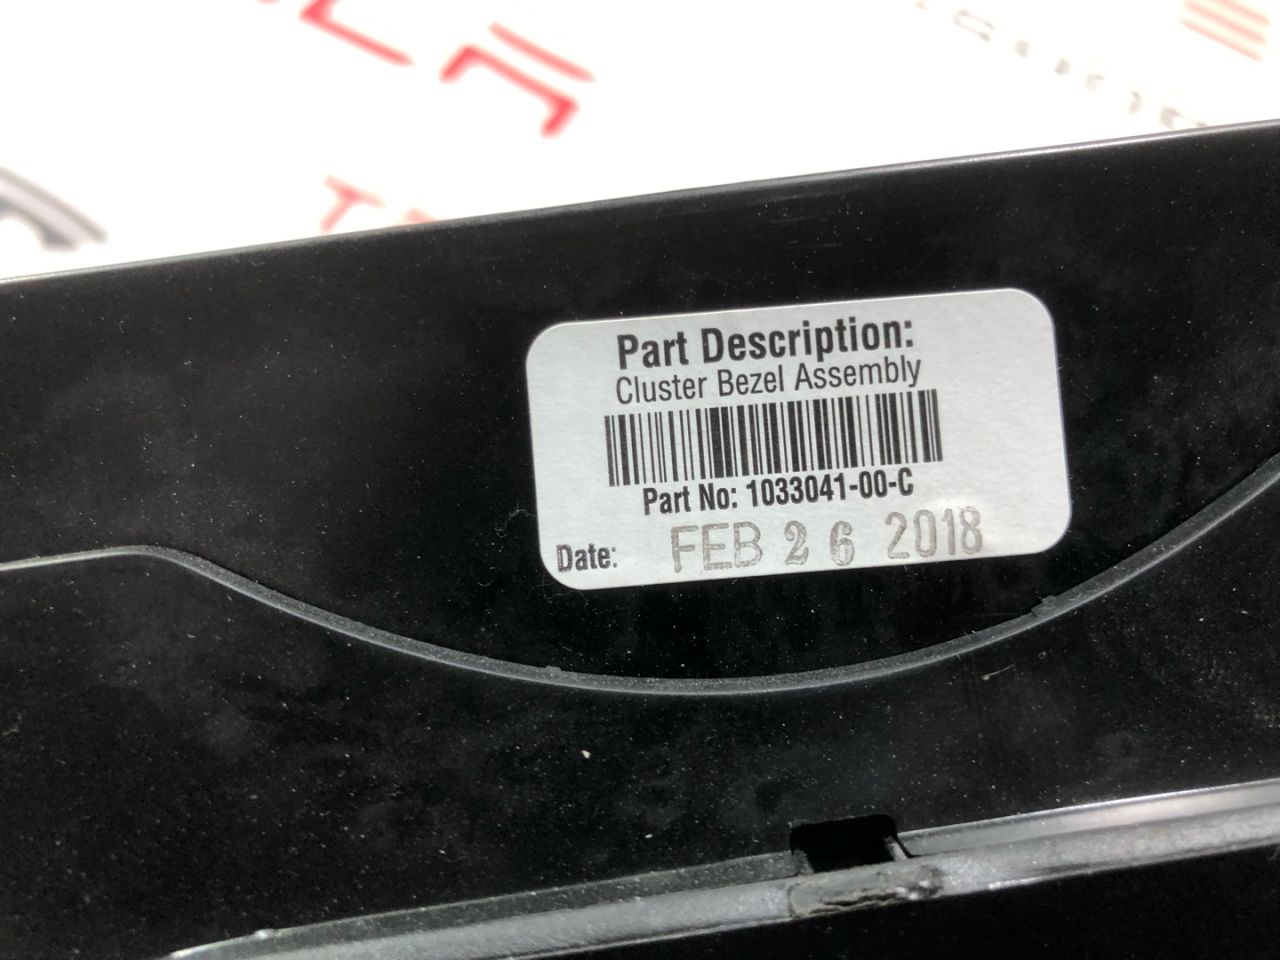 Part Description:
Cluster Bezel Assembly
Part No: 1033041-00-C
Date: FEB 26 2018